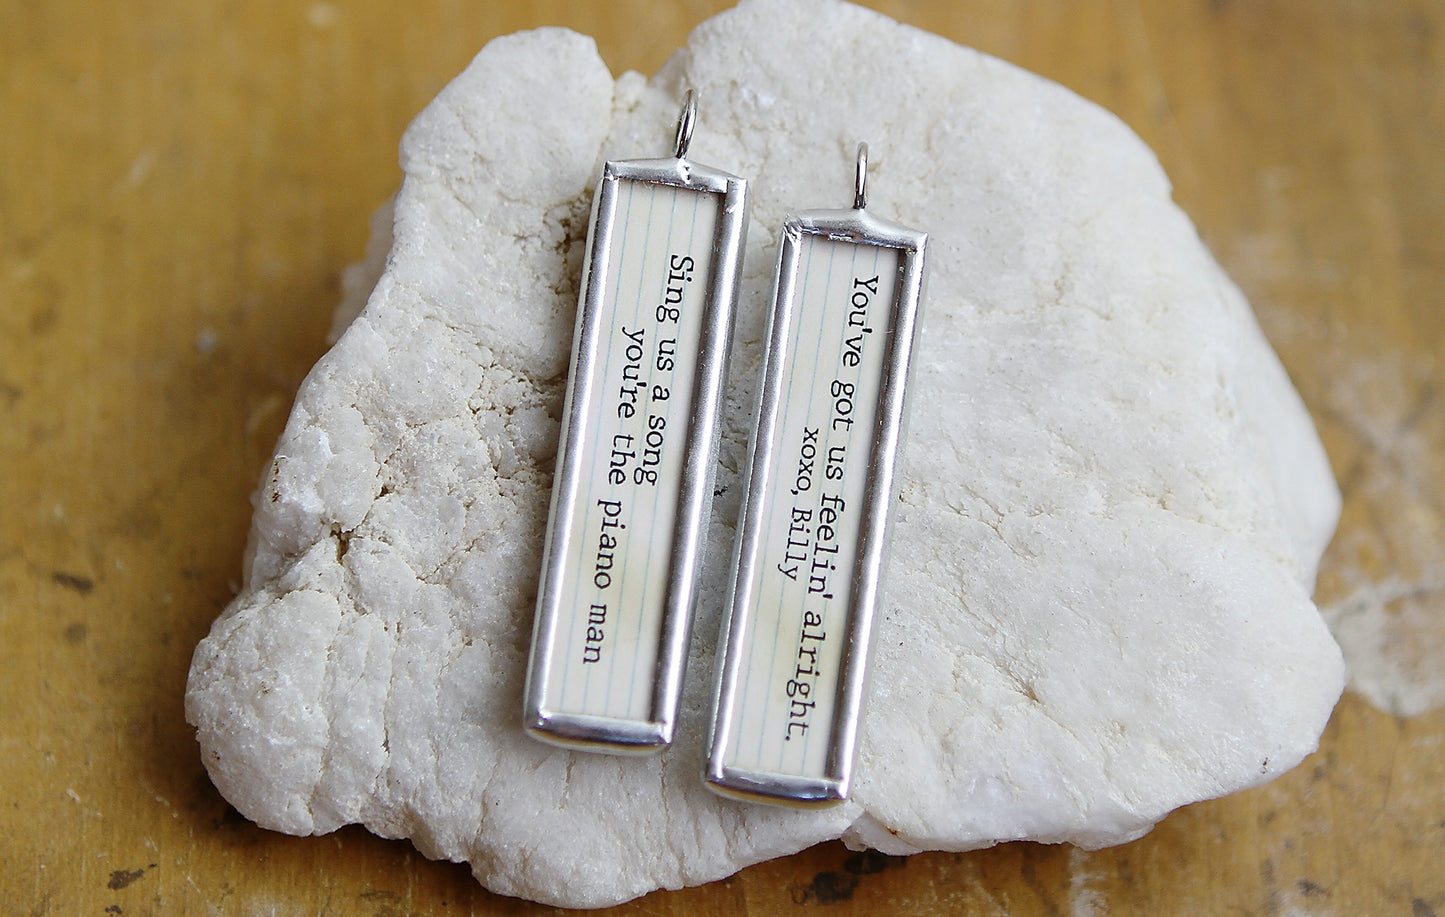 Sing us a song
you're the piano man
You've got us feelin' alright.
xoxo, Billy